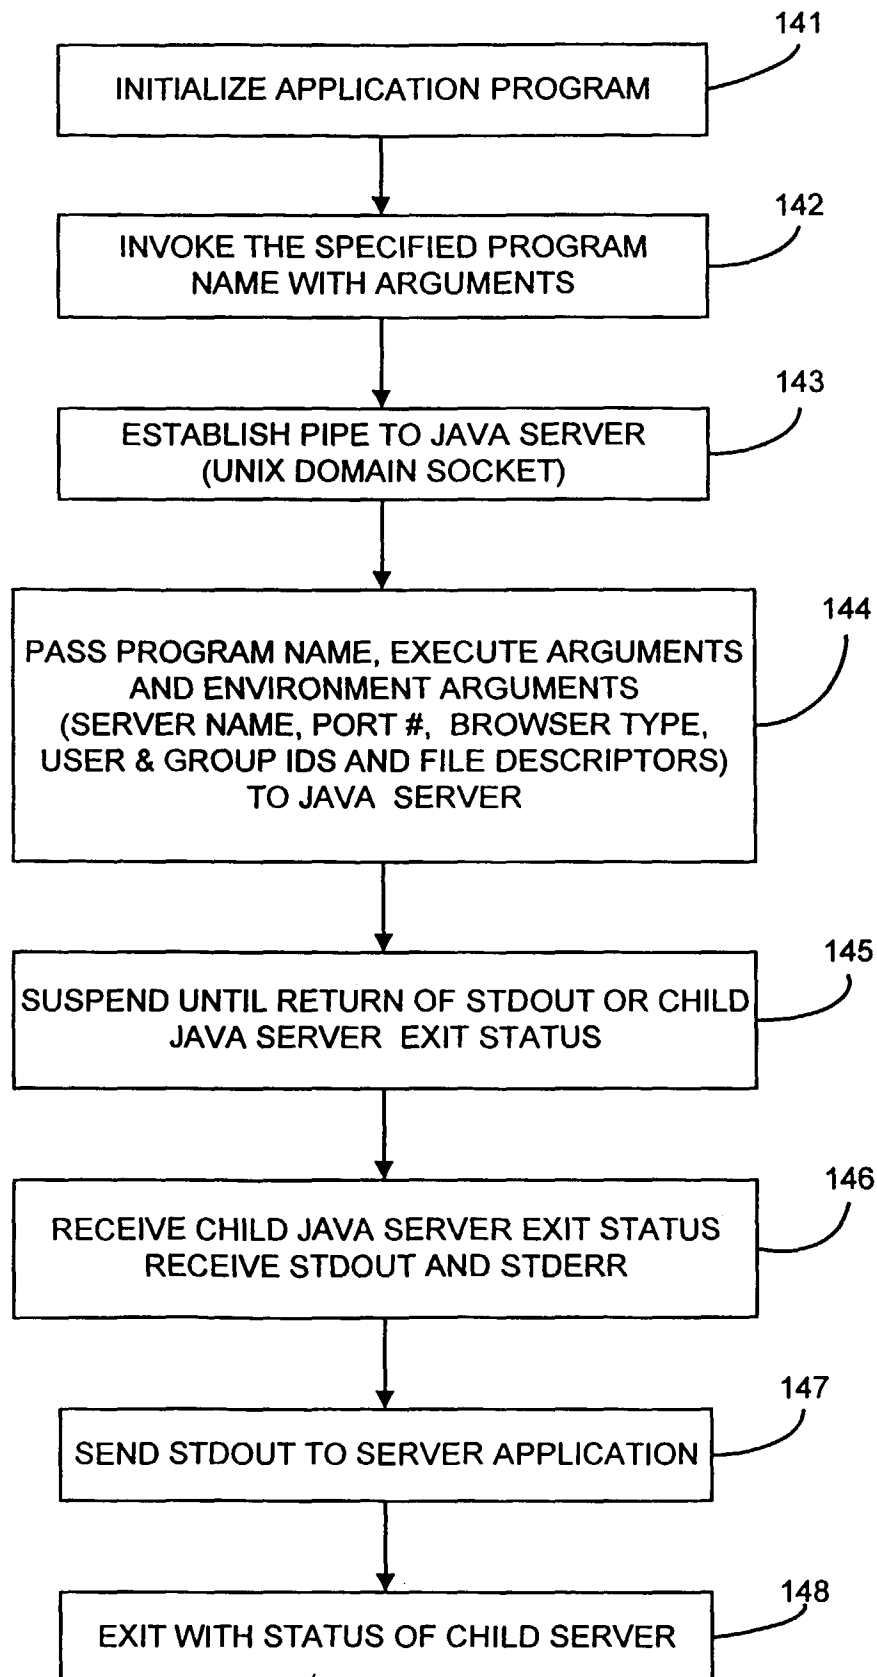 141
INITIALIZE APPLICATION PROGRAM
142
INVOKE THE SPECIFIED PROGRAM
NAME WITH ARGUMENTS
143
ESTABLISH PIPE TO JAVA SERVER
(UNIX DOMAIN SOCKET)
144
PASS PROGRAM NAME, EXECUTE ARGUMENTS
AND ENVIRONMENT ARGUMENTS
(SERVER NAME, PORT #, BROWSER TYPE,
USER & GROUP IDS AND FILE DESCRIPTORS)
TO JAVA SERVER
145
SUSPEND UNTIL RETURN OF STDOUT OR CHILD
JAVA SERVER EXIT STATUS
146
RECEIVE CHILD JAVA SERVER EXIT STATUS
RECEIVE STDOUT AND STDERR
147
SEND STDOUT TO SERVER APPLICATION
148
EXIT WITH STATUS OF CHILD SERVER